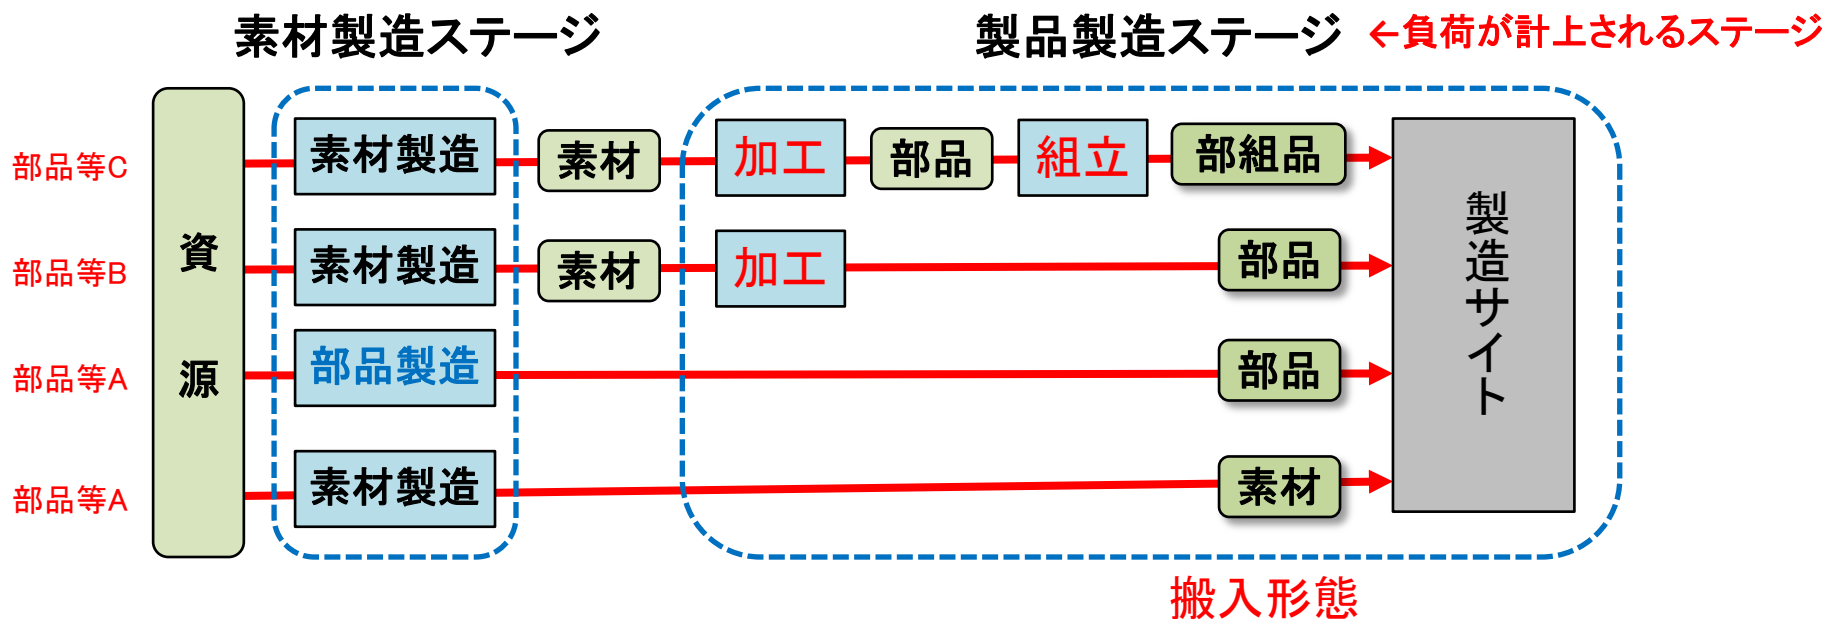 素材製造ステージ
製品製造ステージ
←負荷が計上されるステージ
部品等C
素材製造
素材
加工
部品
組立
部組品
部品等B
素材製造
素材
加工
部品
部品等A
部品製造
部品
部品等A
素材製造
素材
資源
製造サイト
搬入形態